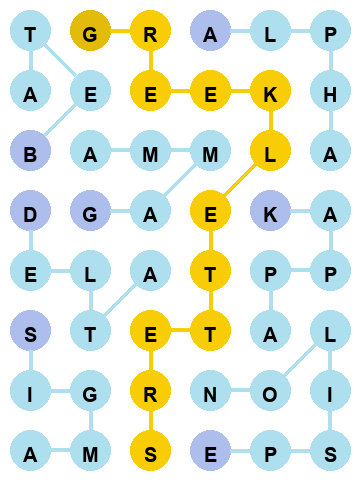 T G R A L P
A E E E K H
B A M M L A
D G A E K A
E L A T P P
S T E T A L
I G R N O I
A M S E P S